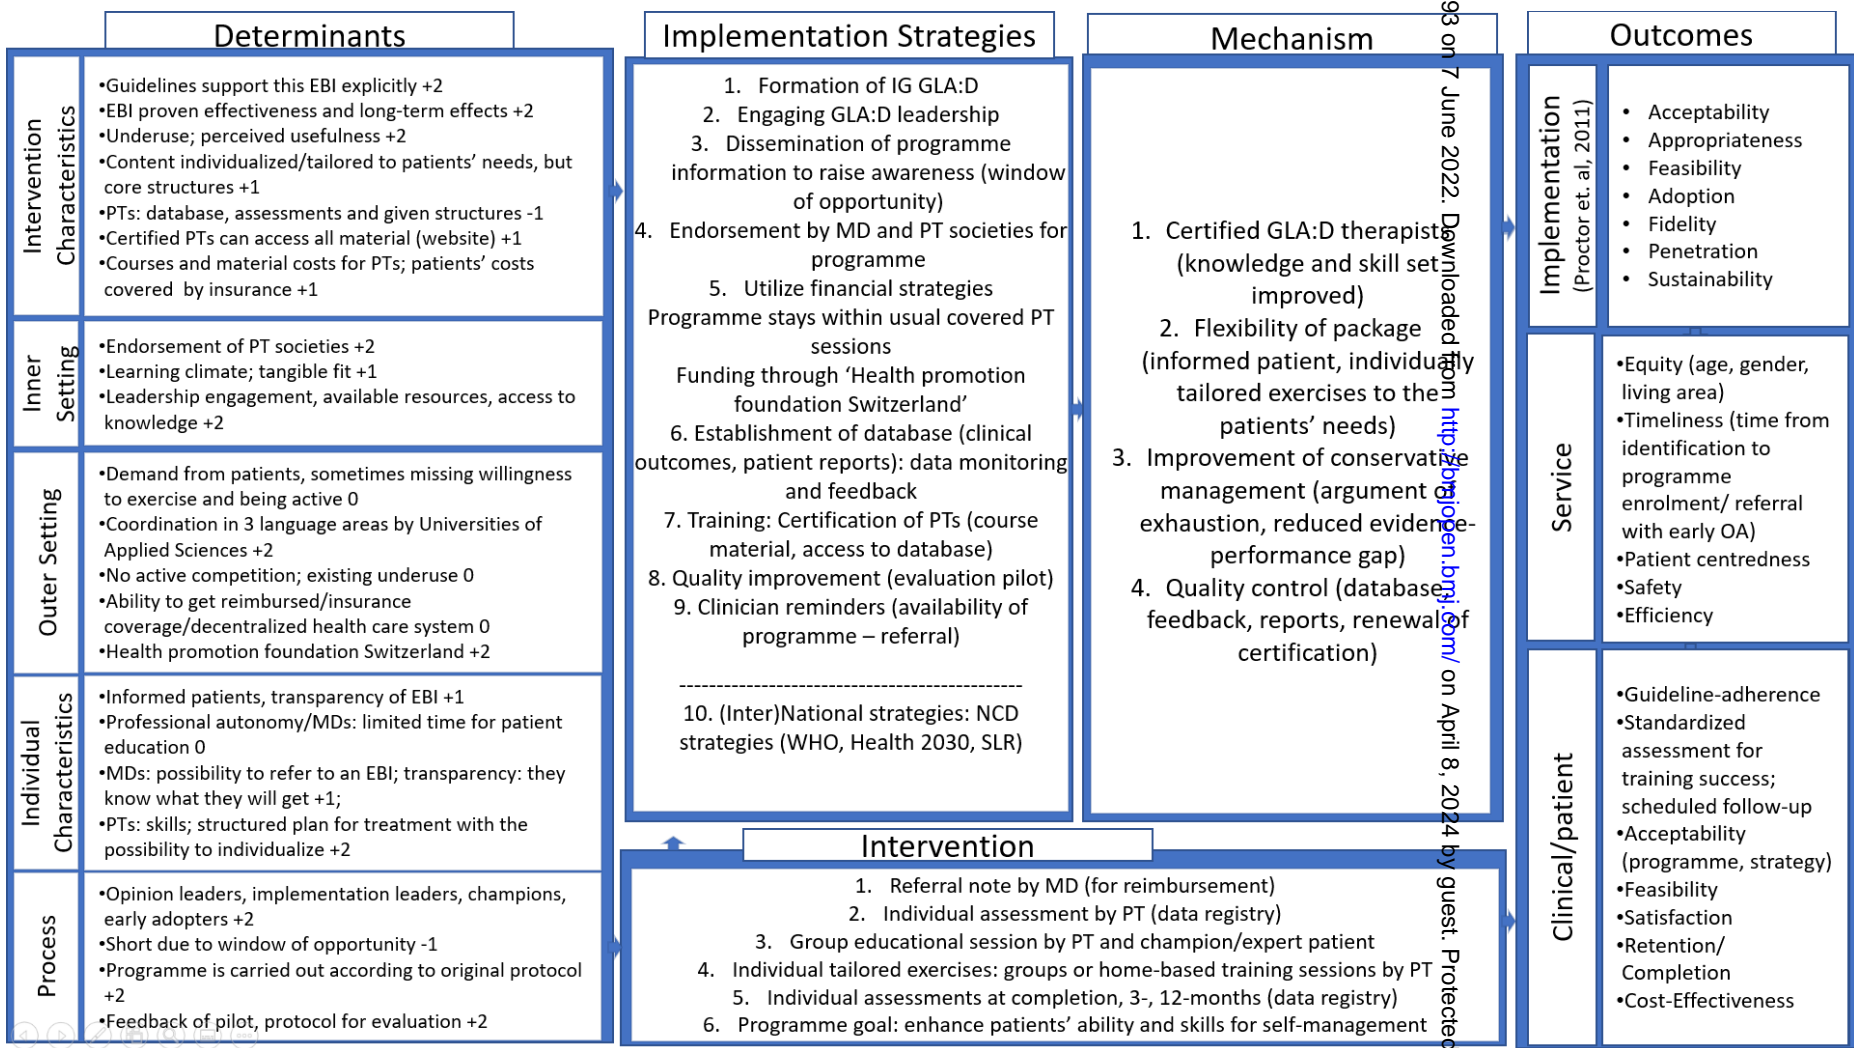 Determinants
Intervention
Characteristics
•Guidelines support this EBI explicitly +2
•EBI proven effectiveness and long-term effects +2
•Underuse; perceived usefulness +2
•Content individualized/tailored to patients’ needs, but
core structures +1
•PTs: database, assessments and given structures -1
•Certified PTs can access all material (website) +1
•Courses and material costs for PTs; patients’ costs
covered by insurance +1
Inner
Setting
•Endorsement of PT societies +2
•Learning climate; tangible fit +1
•Leadership engagement, available resources, access to
knowledge +2
Outer Setting
•Demand from patients, sometimes missing willingness
to exercise and being active 0
•Coordination in 3 language areas by Universities of
Applied Sciences +2
•No active competition; existing underuse 0
•Ability to get reimbursed/insurance
coverage/decentralized health care system 0
•Health promotion foundation Switzerland +2
Individual
Characteristics
•Informed patients, transparency of EBI +1
•Professional autonomy/MDs: limited time for patient
education 0
•MDs: possibility to refer to an EBI; transparency: they
know what they will get +1;
•PTs: skills; structured plan for treatment with the
possibility to individualize +2
Process
•Opinion leaders, implementation leaders, champions,
early adopters +2
•Short due to window of opportunity -1
•Programme is carried out according to original protocol
+2
•Feedback of pilot, protocol for evaluation +2
Implementation Strategies
1. Formation of IG GLA:D
2. Engaging GLA:D leadership
3. Dissemination of programme
information to raise awareness (window
of opportunity)
4. Endorsement by MD and PT societies for
programme
5. Utilize financial strategies
Programme stays within usual covered PT
sessions
Funding through ‘Health promotion
foundation Switzerland’
6. Establishment of database (clinical
outcomes, patient reports): data monitoring
and feedback
7. Training: Certification of PTs (course
material, access to database)
8. Quality improvement (evaluation pilot)
9. Clinician reminders (availability of
programme – referral)
----------------------------------------------
10. (Inter)National strategies: NCD
strategies (WHO, Health 2030, SLR)
Mechanism
1. Certified GLA:D therapists
(knowledge and skill set
improved)
2. Flexibility of package
(informed patient, individually
tailored exercises to the
patients’ needs)
3. Improvement of conservative
management (argument of
exhaustion, reduced evidence-
performance gap)
4. Quality control (database,
feedback, reports, renewal of
certification)
Intervention
1. Referral note by MD (for reimbursement)
2. Individual assessment by PT (data registry)
3. Group educational session by PT and champion/expert patient
4. Individual tailored exercises: groups or home-based training sessions by PT
5. Individual assessments at completion, 3-, 12-months (data registry)
6. Programme goal: enhance patients’ ability and skills for self-management
Outcomes
Implementation
(Proctor et. al, 2011)
• Acceptability
• Appropriateness
• Feasibility
• Adoption
• Fidelity
• Penetration
• Sustainability
Service
•Equity (age, gender,
living area)
•Timeliness (time from
identification to
programme
enrolment/ referral
with early OA)
•Patient centredness
•Safety
•Efficiency
Clinical/patient
•Guideline-adherence
•Standardized
assessment for
training success;
scheduled follow-up
•Acceptability
(programme, strategy)
•Feasibility
•Satisfaction
•Retention/
Completion
•Cost-Effectiveness
93 on 7 June 2022. Downloaded from http://bmjopen.bmj.com/ on April 8, 2024 by guest. Protected